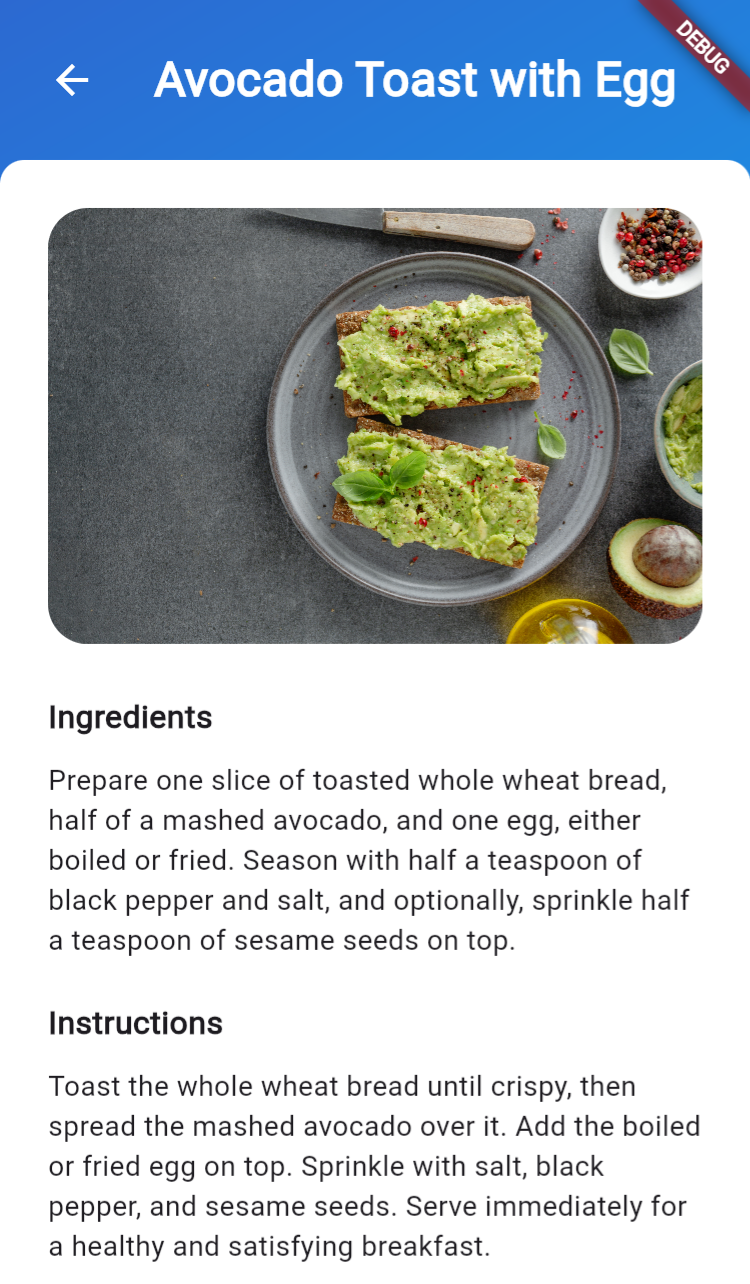 DEBUG
Avocado Toast with Egg
Ingredients
Prepare one slice of toasted whole wheat bread,
half of a mashed avocado, and one egg, either
boiled or fried. Season with half a teaspoon of
black pepper and salt, and optionally, sprinkle half
a teaspoon of sesame seeds on top.
Instructions
Toast the whole wheat bread until crispy, then
spread the mashed avocado over it. Add the boiled
or fried egg on top. Sprinkle with salt, black
pepper, and sesame seeds. Serve immediately for
a healthy and satisfying breakfast.